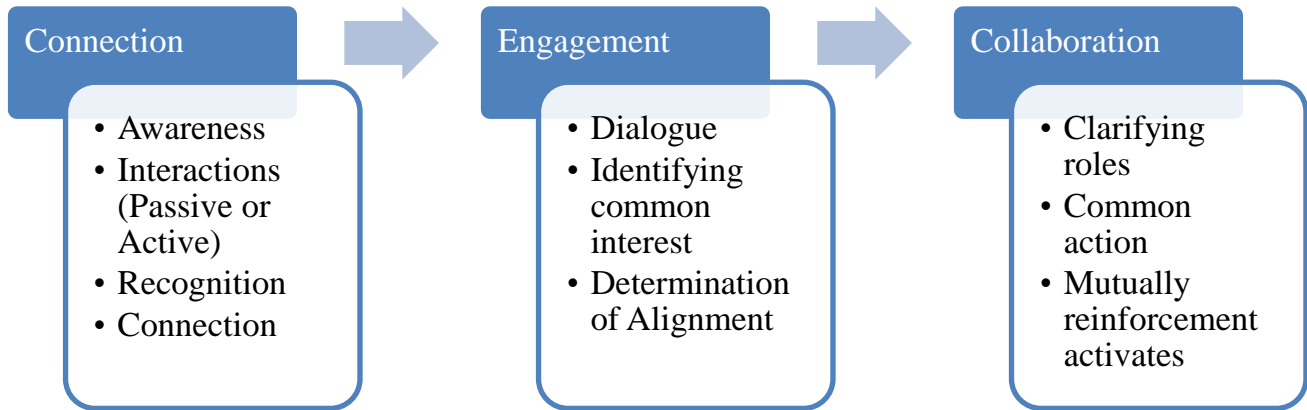 Connection
• Awareness
• Interactions
(Passive or
Active)
• Recognition
• Connection
Engagement
• Dialogue
• Identifying
common
interest
• Determination
of Alignment
Collaboration
• Clarifying
roles
• Common
action
• Mutually
reinforcement
activates